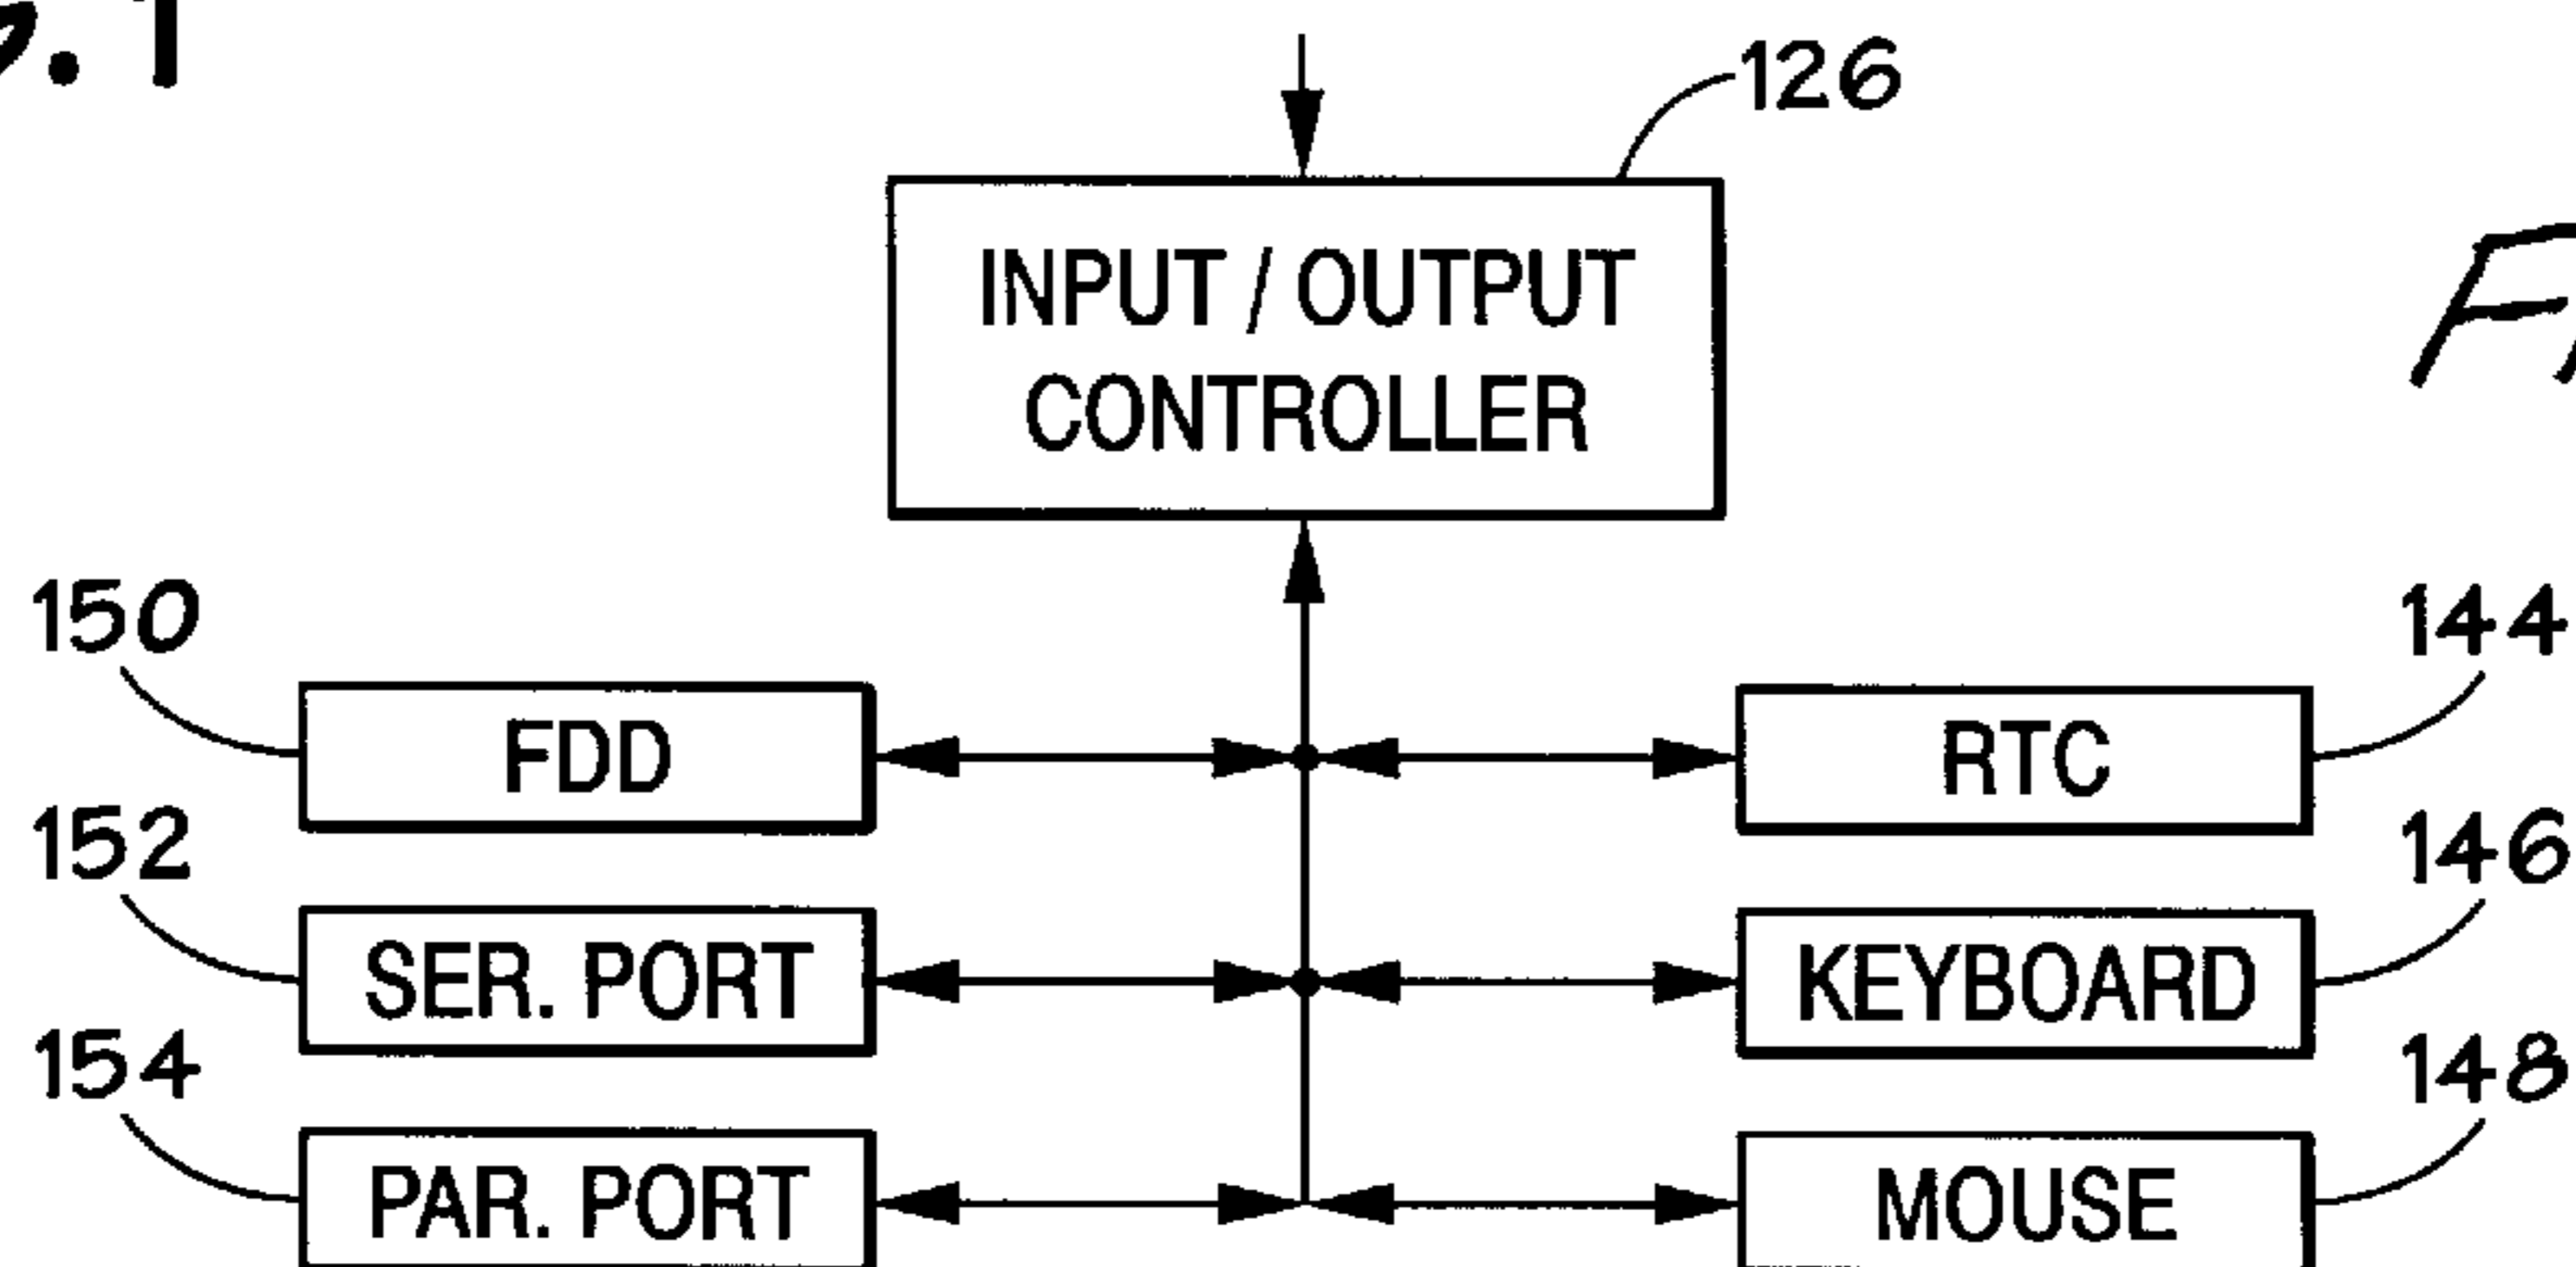 126
INPUT / OUTPUT
CONTROLLER
150
FDD
144
RTC
152
SER. PORT
146
KEYBOARD
154
PAR. PORT
148
MOUSE